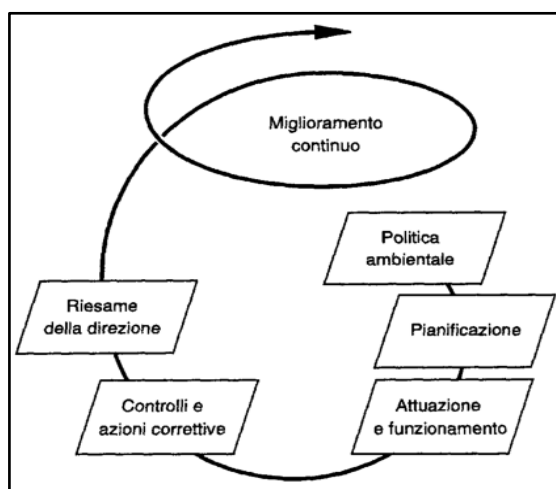 Miglioramento
continuo
Politica
ambientale
Pianificazione
Attuazione
e funzionamento
Controlli e
azioni correttive
Riesame
della direzione